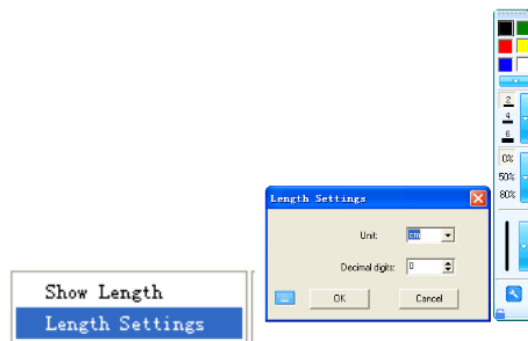 2
4
6
0%
50%
80%
Length Settings
Unit: cm
Decimal digits: 0
OK Cancel
Show Length
Length Settings